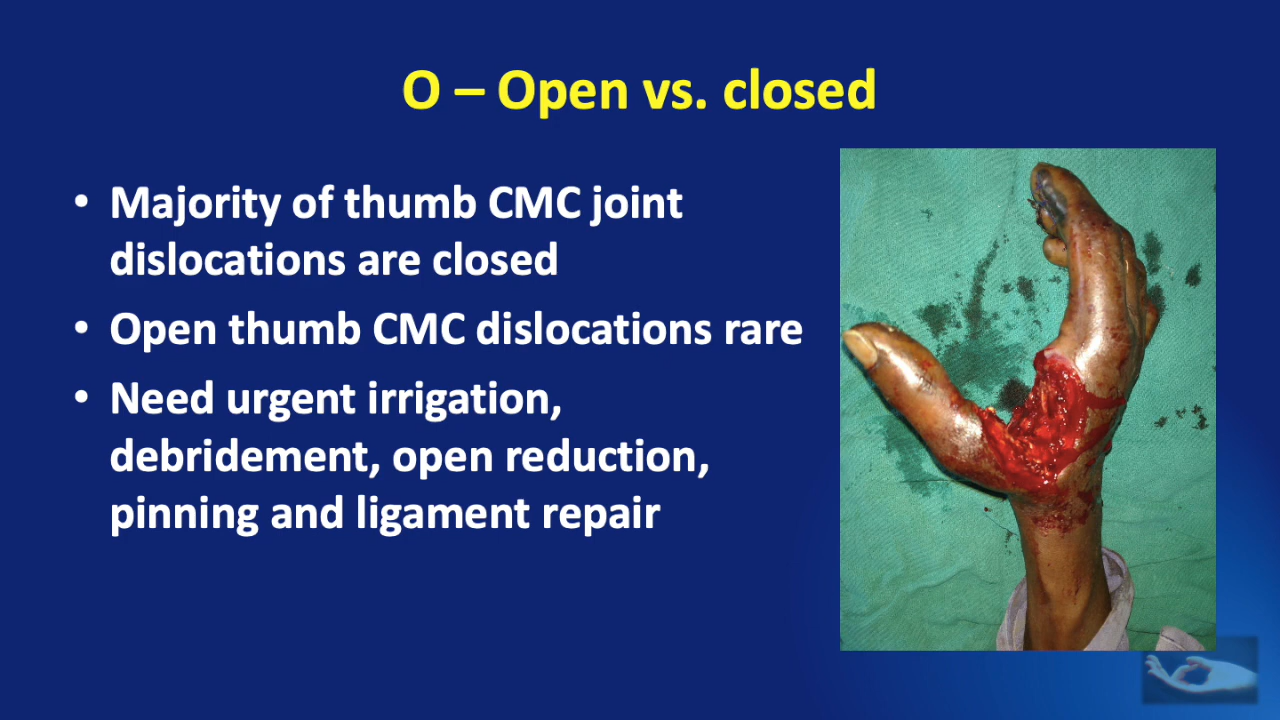 O – Open vs. closed
• Majority of thumb CMC joint
dislocations are closed
• Open thumb CMC dislocations rare
• Need urgent irrigation,
debridement, open reduction,
pinning and ligament repair